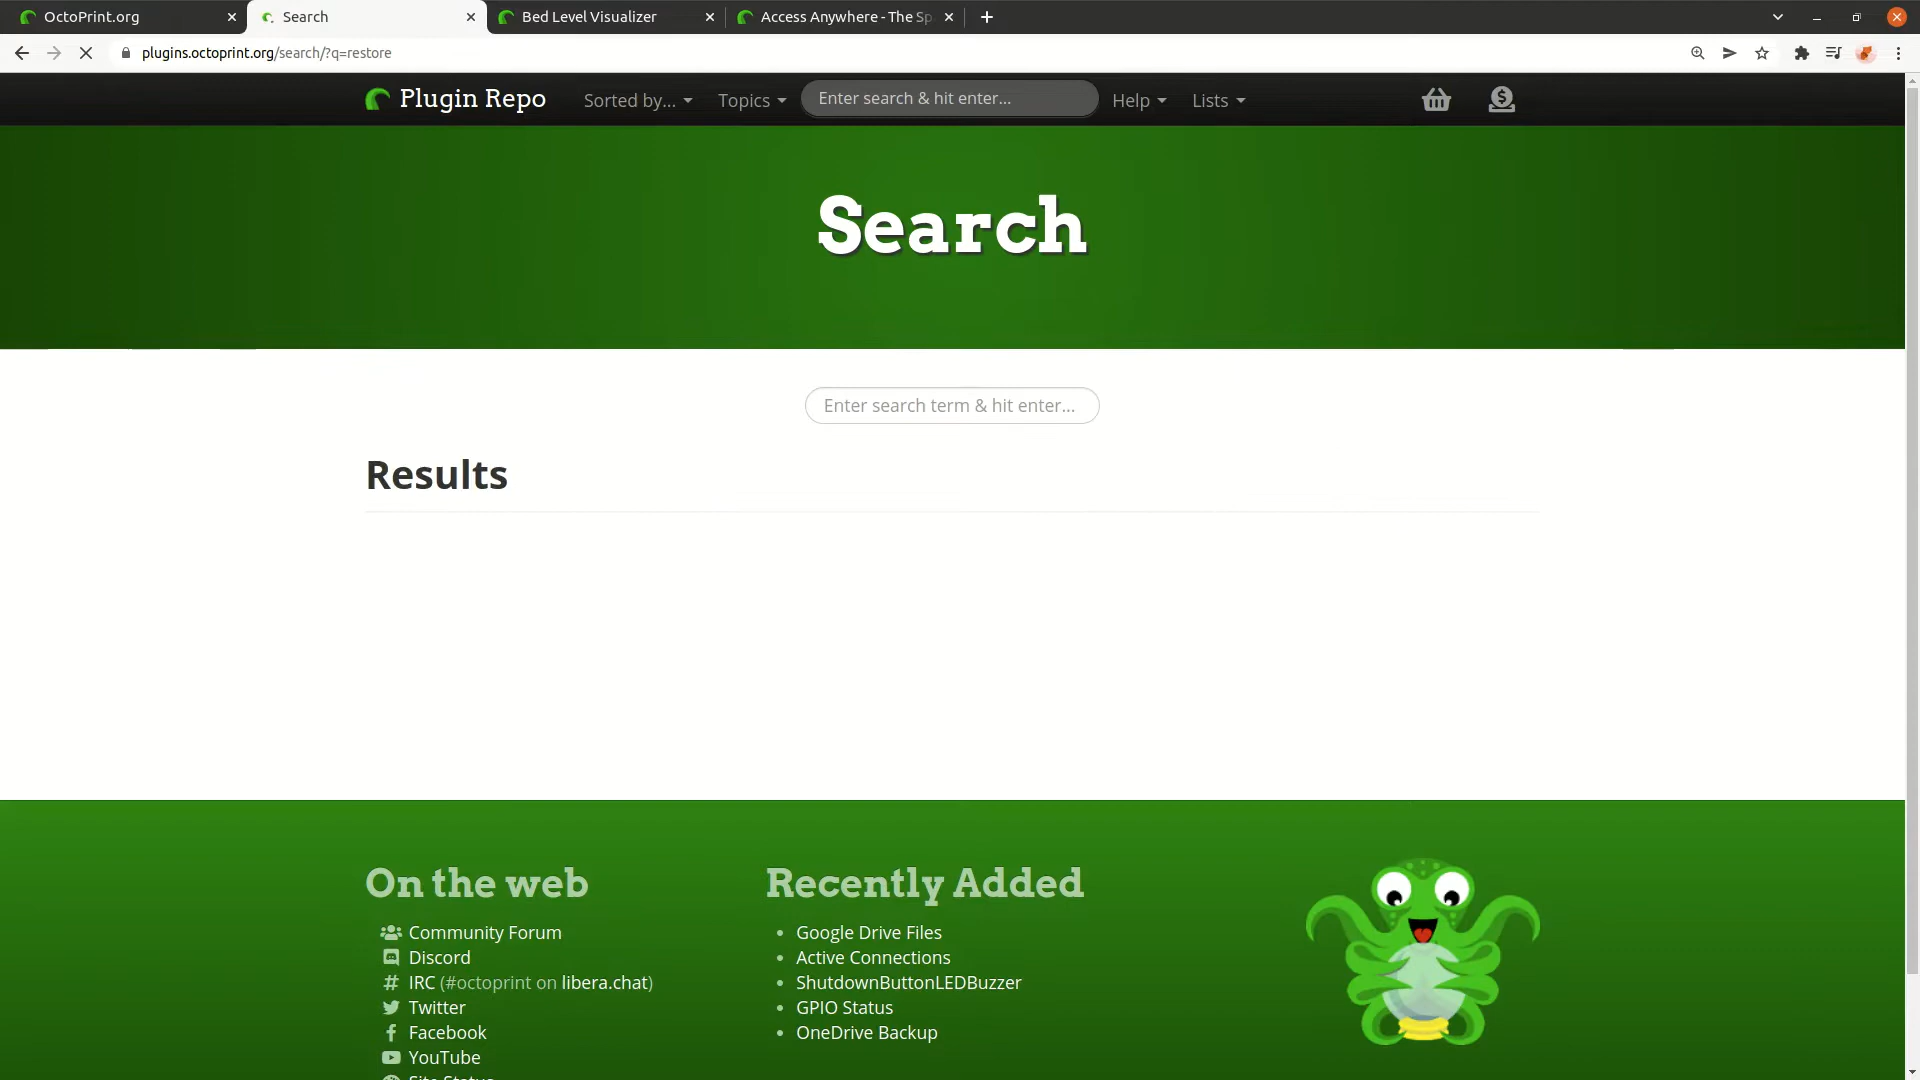 OctoPrint.org
Search
Bed Level Visualizer
Access Anywhere - The Sp
plugins.octoprint.org/search/?q=restore
Plugin Repo
Sorted by...
Topics
Enter search & hit enter...
Help
Lists
Search
Enter search term & hit enter...
Results
On the web
Community Forum
Discord
IRC (#octoprint on libera.chat)
Twitter
Facebook
YouTube
Site Status
Recently Added
Google Drive Files
Active Connections
ShutdownButtonLEDBuzzer
GPIO Status
OneDrive Backup